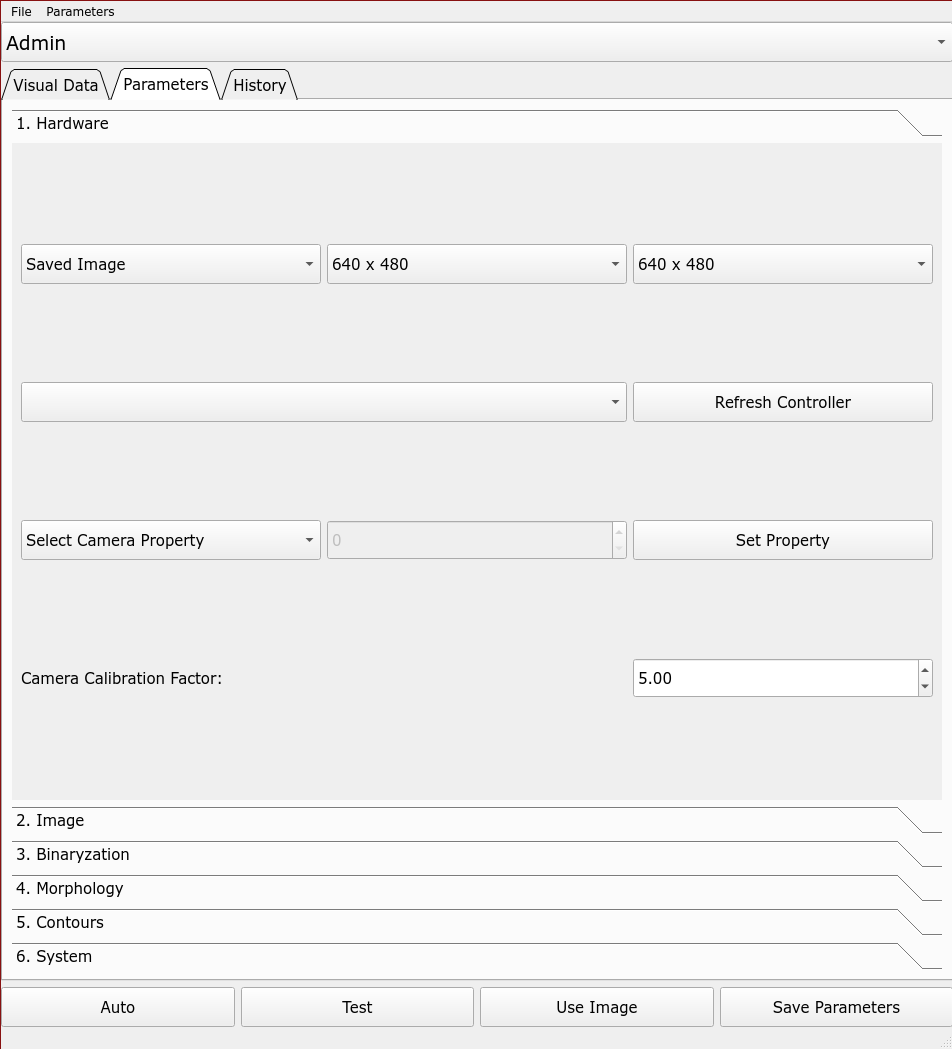 File Parameters
Admin
Visual Data Parameters History
1. Hardware
Saved Image 640 x 480 640 x 480
Refresh Controller
Select Camera Property 0 Set Property
Camera Calibration Factor: 5.00
2. Image
3. Binaryzation
4. Morphology
5. Contours
6. System
Auto Test Use Image Save Parameters